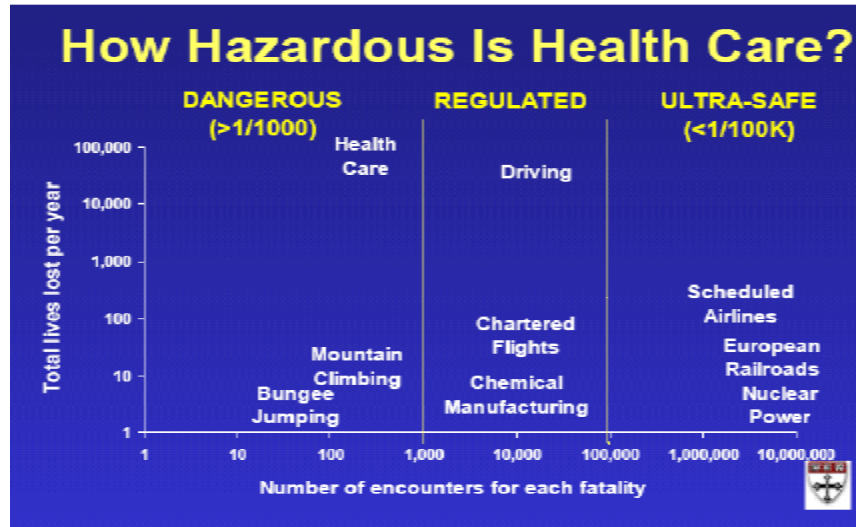 How Hazardous Is Health Care?
DANGEROUS
(>1/1000)
REGULATED
ULTRA-SAFE
(<1/100K)
Total lives lost per year
100,000
10,000
1,000
100
10
1
Health
Care
Driving
Scheduled
Airlines
Chartered
Flights
European
Railroads
Mountain
Climbing
Chemical
Manufacturing
Nuclear
Power
Bungee
Jumping
1
10
100
1,000
10,000
100,000
1,000,000
10,000,000
Number of encounters for each fatality